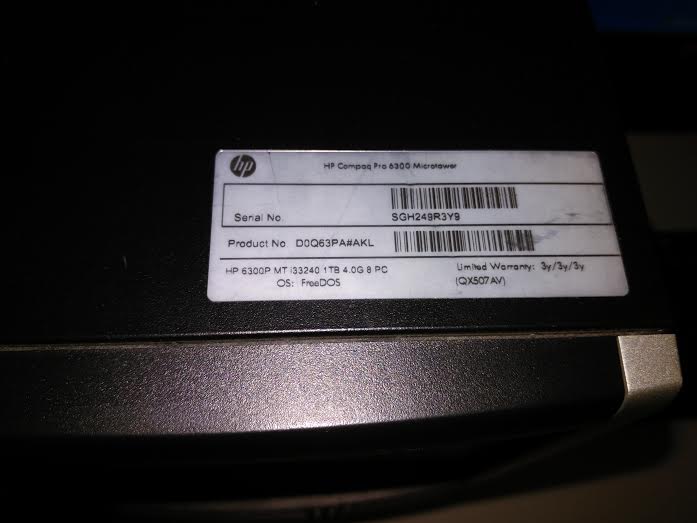 hp
HP Compaq Pro 6300 Microtower
Serial No.
SGH249R3Y9
Product No D0Q63PA#AKL
HP 6300P MT i33240 1TB 4.0G 8 PC
OS: FreeDOS
Limited Warranty: 3y/3y/3y
(QX507AV)